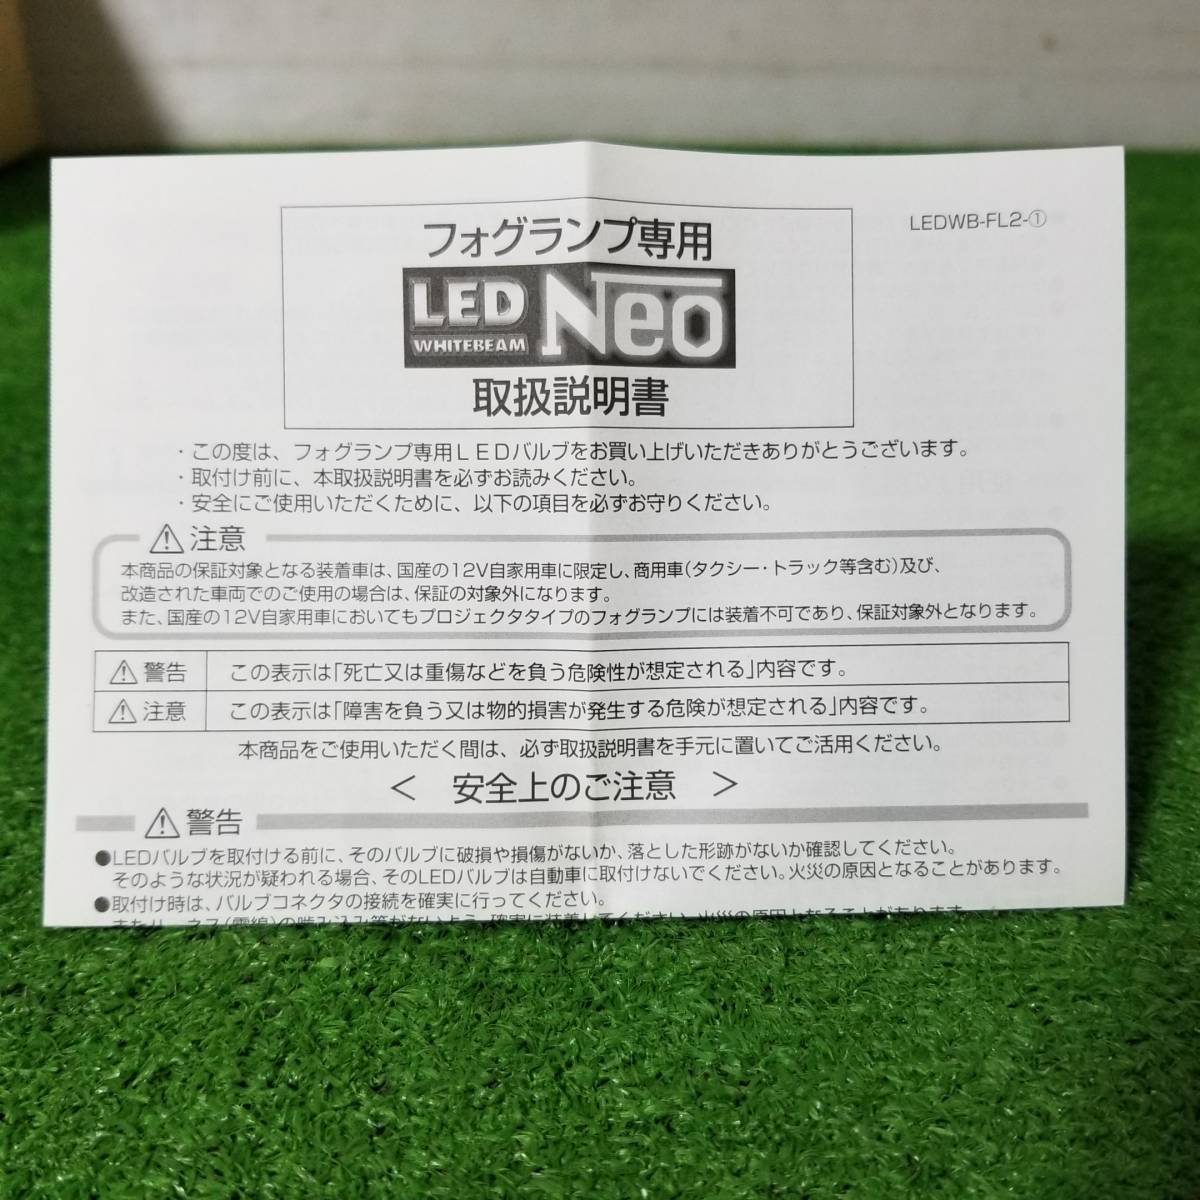 LEDWB-FL2-①
フォグランプ専用
LED Neo
WHITEBEAM
取扱説明書
・この度は、フォグランプ専用LEDバルブをお買い上げいただきありがとうございます。
・取付け前に、本取扱説明書を必ずお読みください。
・安全にご使用いただくために、以下の項目を必ずお守りください。
⚠注意
本商品の保証対象となる装着車は、国産の12V自家用車に限定し、商用車(タクシー・トラック等含む)及び、
改造された車両でのご使用の場合は、保証の対象外になります。
また、国産の12V自家用車においてもプロジェクタタイプのフォグランプには装着不可であり、保証対象外となります。
⚠警告 この表示は「死亡又は重傷などを負う危険性が想定される」内容です。
⚠注意 この表示は「障害を負う又は物的損害が発生する危険が想定される」内容です。
本商品をご使用いただく間は、必ず取扱説明書を手元に置いてご活用ください。
＜ 安全上のご注意 ＞
⚠警告
●LEDバルブを取付ける前に、そのバルブに破損や損傷がないか、落とした形跡がないか確認してください。
そのような状況が疑われる場合、そのLEDバルブは自動車に取付けないでください。火災の原因となることがあります。
●取付け時は、バルブコネクタの接続を確実に行ってください。